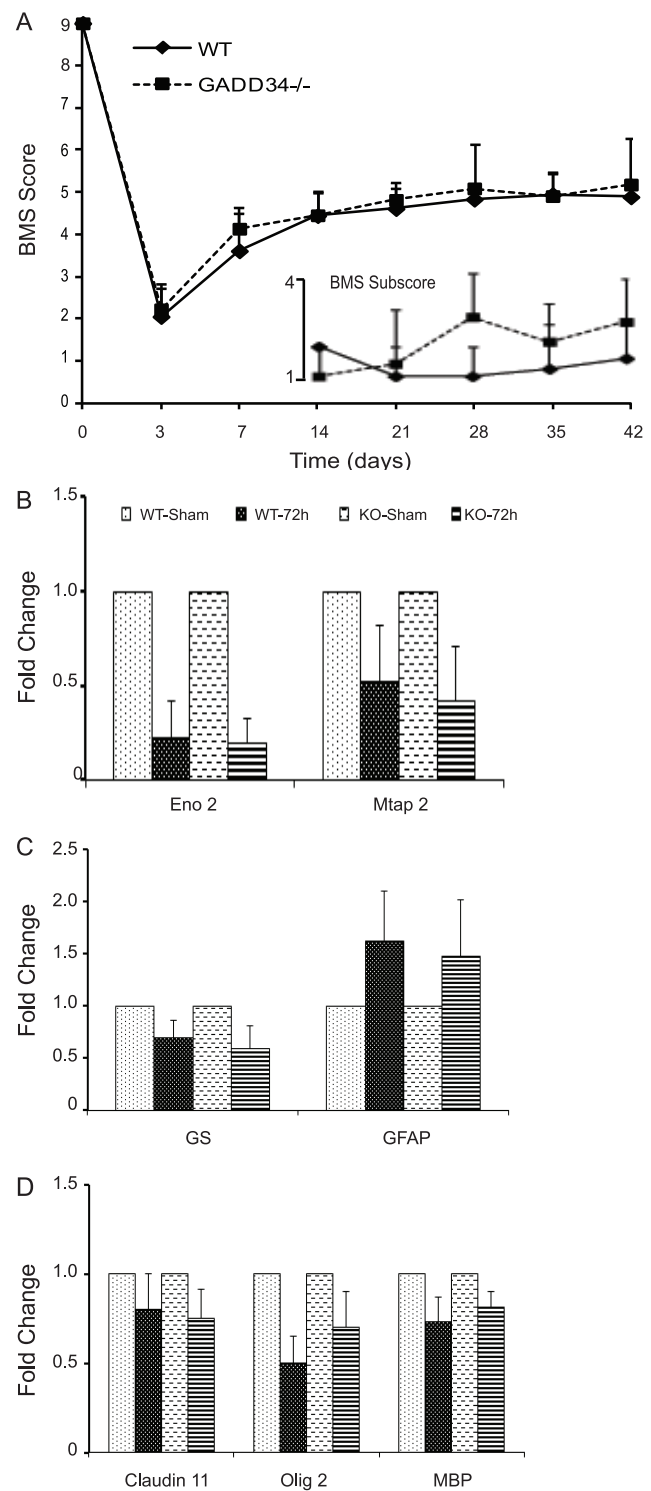 A
WT
GADD34-/-
9
8
7
6
5
4
3
2
1
0
BMS Score
BMS Subscore
4
1
0 3 7 14 21 28 35 42
Time (days)
B
1.5
1.0
0.5
0
Fold Change
WT-Sham WT-72h KO-Sham KO-72h
Eno 2 Mtap 2
C
2.5
2.0
1.5
1.0
0.5
0
Fold Change
GS GFAP
D
1.5
1.0
0.5
0
Fold Change
Claudin 11 Olig 2 MBP